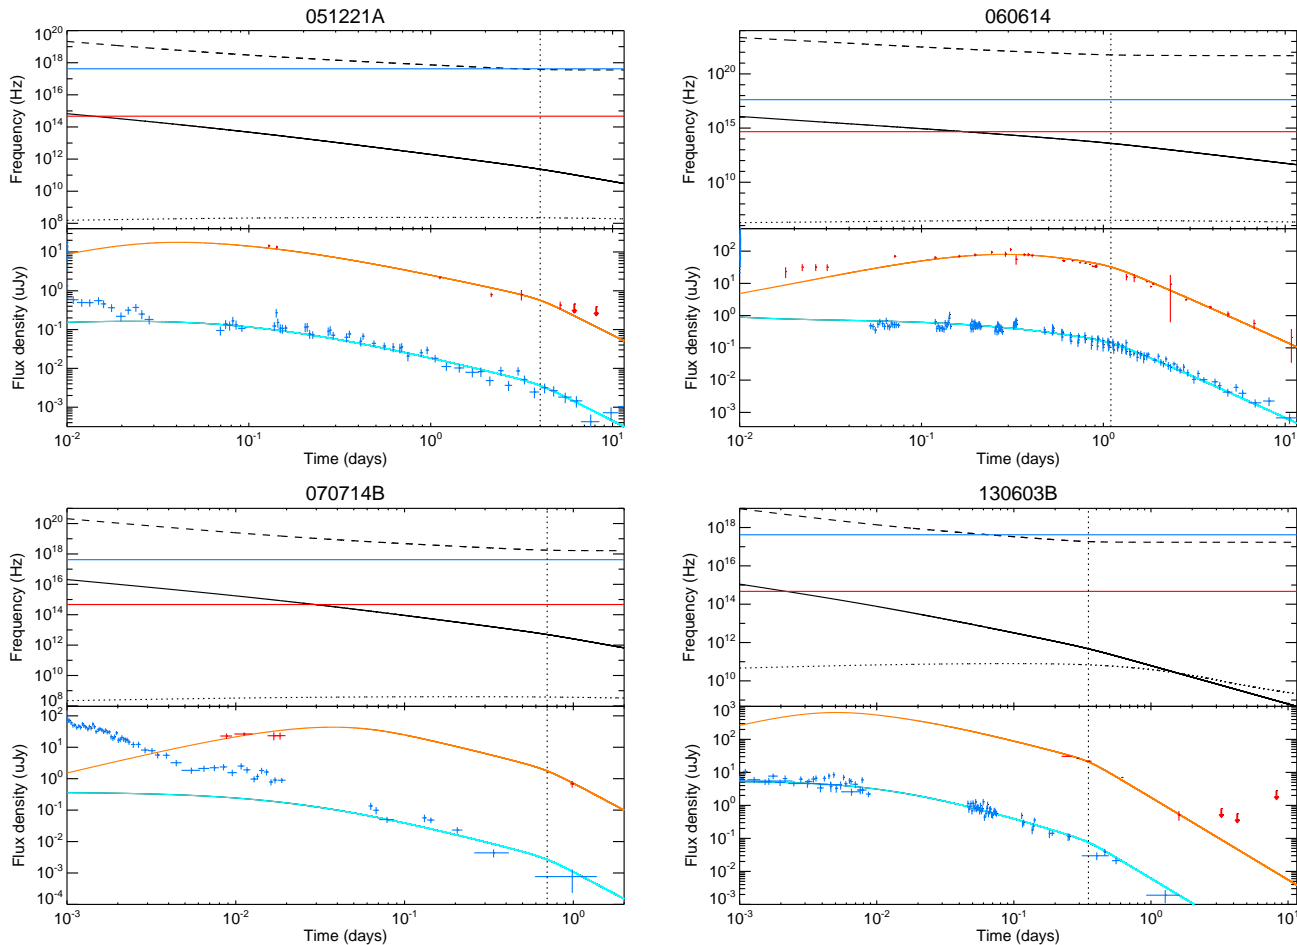 051221A
10^20
10^18
10^16
10^14
10^12
10^10
10^8
Frequency (Hz)
10^1
10^0
10^-1
10^-2
10^-3
Flux density (uJy)
10^-2 10^-1 10^0 10^1
Time (days)
060614
10^20
10^15
10^10
Frequency (Hz)
10^2
10^1
10^0
10^-1
10^-2
10^-3
Flux density (uJy)
10^-2 10^-1 10^0 10^1
Time (days)
070714B
10^20
10^18
10^16
10^14
10^12
10^10
10^8
Frequency (Hz)
10^2
10^1
10^0
10^-1
10^-2
10^-3
10^-4
Flux density (uJy)
10^-3 10^-2 10^-1 10^0
Time (days)
130603B
10^18
10^16
10^14
10^12
10^10
Frequency (Hz)
10^3
10^2
10^1
10^0
10^-1
10^-2
10^-3
Flux density (uJy)
10^-3 10^-2 10^-1 10^0 10^1
Time (days)